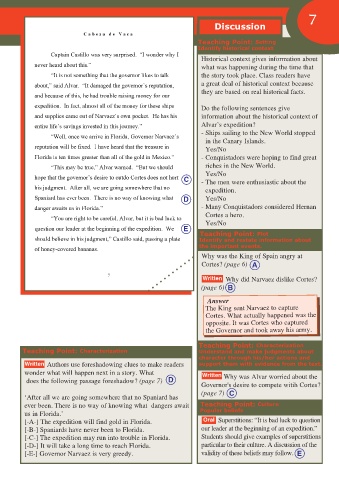 7
Discussion
Cabeza de Vaca
Captain Castillo was very surprised. "I wonder why I
never heard about this."
"It is not something that the governor likes to talk
about," said Alvar. "It damaged the governor's reputation,
and because of this, he had trouble raising money for our
expedition. In fact, almost all of the money for these ships
and supplies came out of Narvaez's own pocket. He has his
entire life's savings invested in this journey."
"Well, once we arrive in Florida, Governor Narvaez's
reputation will be fixed. I have heard that the treasure in
Florida is ten times greater than all of the gold in Mexico."
"This may be true," Alvar warned. "But we should
hope that the governor's desire to outdo Cortes does not hurt
C
his judgment. After all, we are going somewhere that no
Spaniard has ever been. There is no way of knowing what
D
danger awaits us in Florida."
"You are right to be careful, Alvar, but it is bad luck to
question our leader at the beginning of the expedition. We
E
should believe in his judgment," Castillo said, passing a plate
of honey-covered bananas.
7
Teaching Point: Setting
Identify historical context
Historical context gives information about
what was happening during the time that
the story took place. Class readers have
a great deal of historical context because
they are based on real historical facts.
Do the following sentences give
information about the historical context of
Alvar's expedition?
- Ships sailing to the New World stopped
in the Canary Islands.
Yes/No
- Conquistadors were hoping to find great
riches in the New World.
Yes/No
- The men were enthusiastic about the
expedition.
Yes/No
- Many Conquistadors considered Hernan
Cortes a hero.
Yes/No
Teaching Point: Plot
Identify and relate information about
the important events
Why was the King of Spain angry at
Cortes? (page 6) A
Written Why did Narvaez dislike Cortes?
(page 6) B
Answer
The King sent Narvaez to capture
Cortes. What actually happened was the
opposite. It was Cortes who captured
the Governor and took away his army.
Teaching Point: Characterization
Written Authors use foreshadowing clues to make readers
wonder what will happen next in a story. What
does the following passage foreshadow? (page 7) D
'After all we are going somewhere that no Spaniard has
ever been. There is no way of knowing what dangers await
us in Florida.'
[-A-] The expedition will find gold in Florida.
[-B-] Spaniards have never been to Florida.
[-C-] The expedition may run into trouble in Florida.
[-D-] It will take a long time to reach Florida.
[-E-] Governor Narvaez is very greedy.
Teaching Point: Characterization
Written Why was Alvar worried about the
Governor's desire to compete with Cortes?
(page 7) C
Teaching Point: Culture
Popular beliefs
Oral Superstitions: "It is bad luck to question
our leader at the beginning of an expedition."
Students should give examples of superstitions
particular to their culture. A discussion of the
validity of these beliefs may follow. E